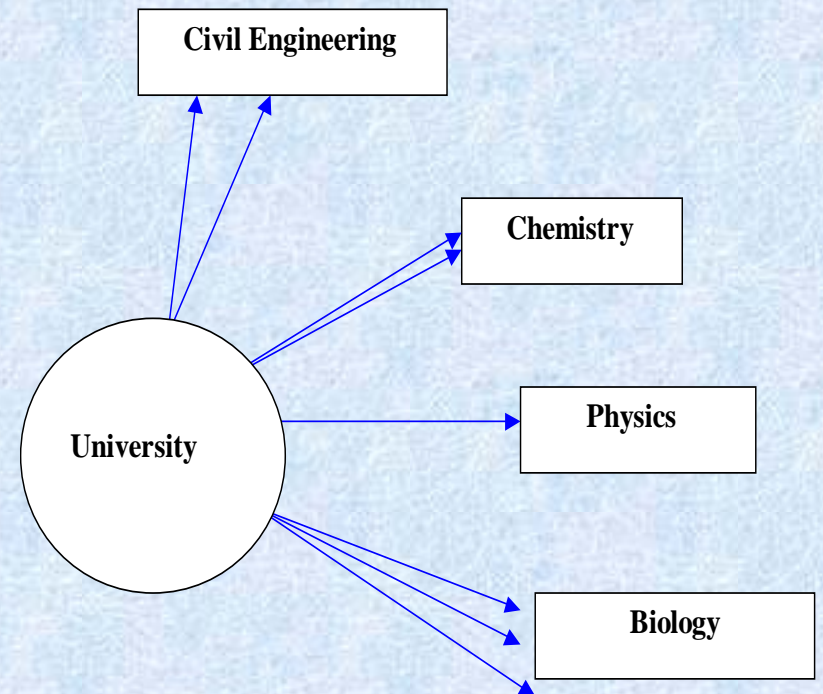 Civil Engineering
Chemistry
Physics
University
Biology